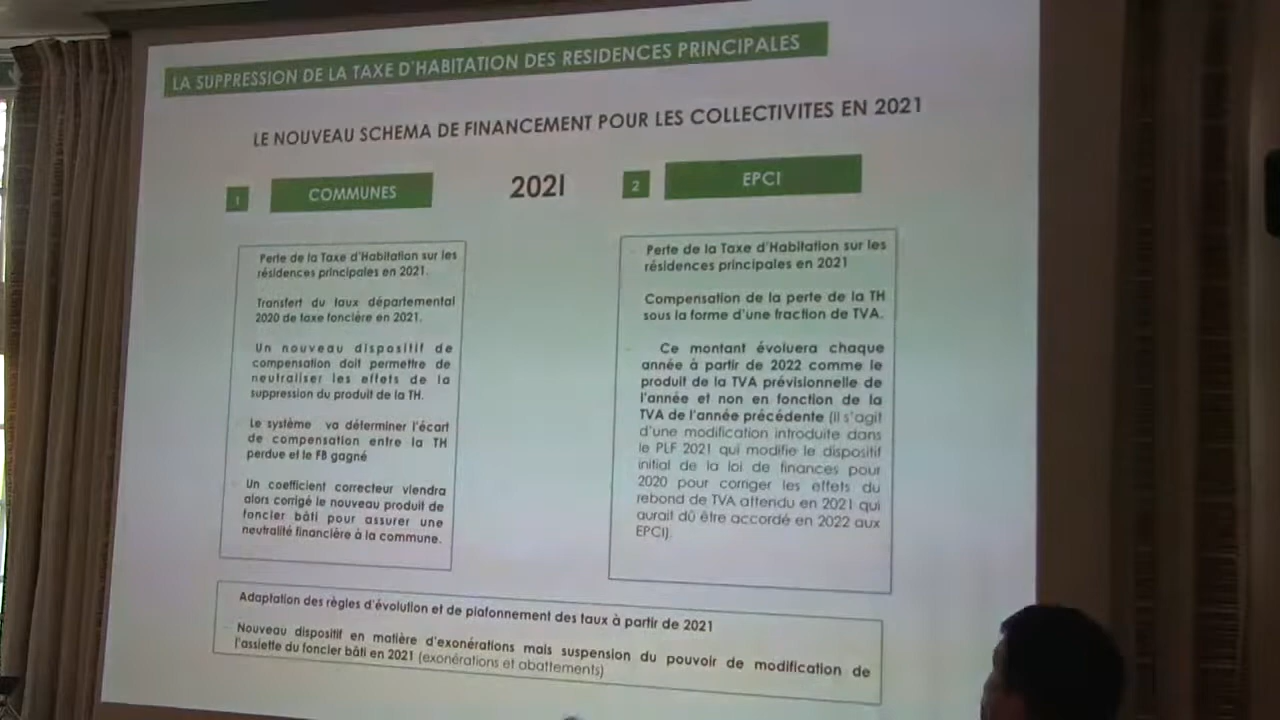 LA SUPPRESSION DE LA TAXE D'HABITATION DES RESIDENCES PRINCIPALES
LE NOUVEAU SCHEMA DE FINANCEMENT POUR LES COLLECTIVITES EN 2021
1
COMMUNES
2021
2
EPCI
Perte de la Taxe d'Habitation sur les
résidences principales en 2021.
Transfert du taux départemental
2020 de taxe foncière en 2021.
Un nouveau dispositif de
compensation doit permettre de
neutraliser les effets de la
suppression du produit de la TH.
Le système va déterminer l'écart
de compensation entre la TH
perdue et le FB gagné
Un coefficient correcteur viendra
alors corrigé le nouveau produit de
foncier bâti pour assurer une
neutralité financière à la commune.
- Perte de la Taxe d'Habitation sur les
résidences principales en 2021
Compensation de la perte de la TH
sous la forme d'une fraction de TVA.
- Ce montant évoluera chaque
année à partir de 2022 comme le
produit de la TVA prévisionnelle de
l'année et non en fonction de la
TVA de l'année précédente (il s'agit
d'une modification introduite dans
le PLF 2021 qui modifie le dispositif
initial de la loi de finances pour
2020 pour corriger les effets du
rebond de TVA attendu en 2021 qui
aurait dû être accordé en 2022 aux
EPCI).
Adaptation des règles d'évolution et de plafonnement des taux à partir de 2021
- Nouveau dispositif en matière d'exonérations mais suspension du pouvoir de modification de
l'assiette du foncier bâti en 2021 (exonérations et abattements)